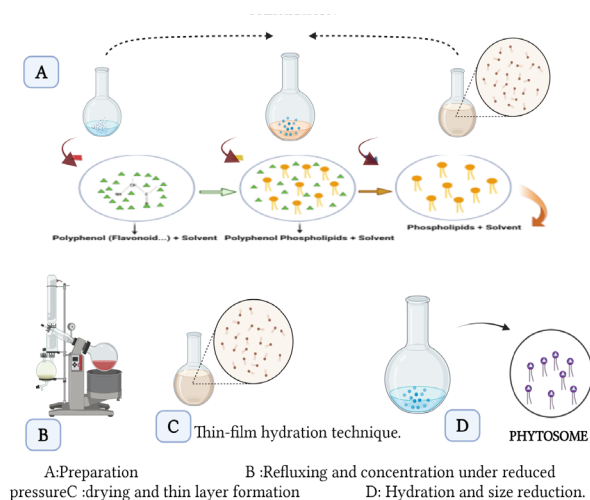 A
Polyphenol (Flavonoid...) + Solvent
Polyphenol Phospholipids + Solvent
Phospholipids + Solvent
B
C
Thin-film hydration technique.
D
PHYTOSOME
A:Preparation
B :Refluxing and concentration under reduced
pressureC :drying and thin layer formation
D: Hydration and size reduction.